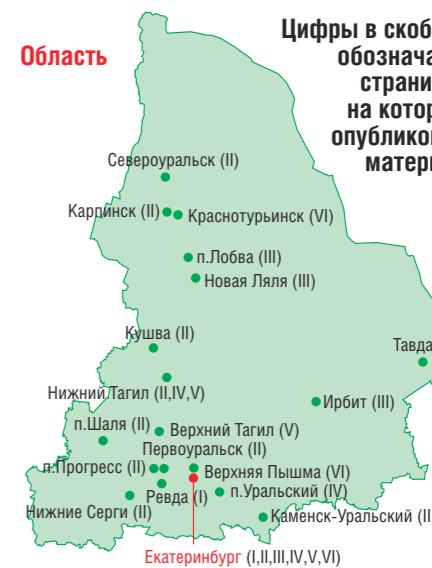 Область
Цифры в скоб
обознача
страни
на котор
опубликов
матери
Североуральск (II)
Карпинск (II)
Краснотурьинск (VI)
п.Лобва (III)
Новая Ляля (III)
Кушва (II)
Тавда
Нижний Тагил (II,IV,V)
Ирбит (III)
п.Шаля (II)
Верхний Тагил (V)
Первоуральск (II)
п.Прогресс (II)
Верхняя Пышма (VI)
Ревда (I)
п.Уральский (IV)
Нижние Серги (II)
Каменск-Уральский (II
Екатеринбург (I,II,III,IV,V,VI)